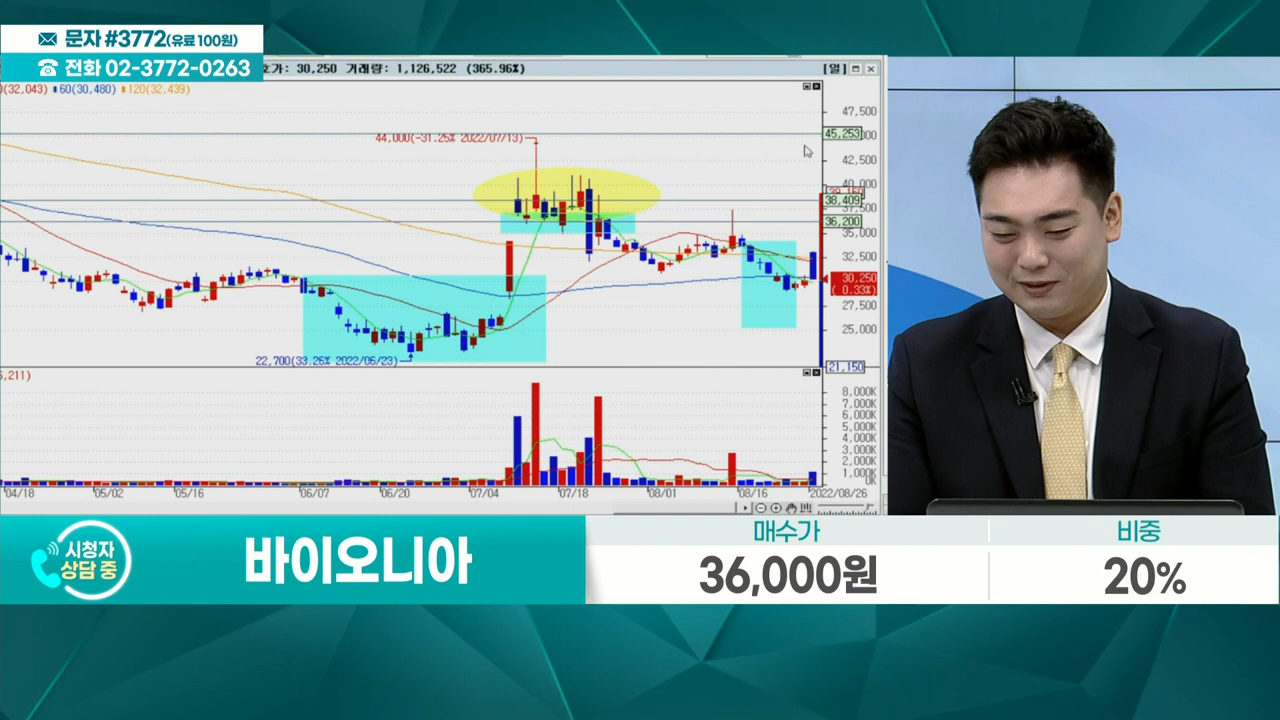 문자 #3772(유료 100원)
전화 02-3772-0263
가: 30,250 거래량: 1,126,522 (365.96%)
[일]
(32,043) 60(30,480) 120(32,439)
47,500
45,253
44,000(-31.25% 2022/07/13)
42,500
40,000
38,409
37,500
36,200
35,000
32,500
30,250
( 0.33%)
27,500
25,000
22,700(33.26% 2022/06/23)
21,150
,211)
8,000K
7,000K
6,000K
5,000K
4,000K
3,000K
2,000K
1,000K
0K
04/18 05/02 05/16 06/07 06/20 07/04 07/18 08/01 08/16 2022/08/26
시청자
상담 중
바이오니아
매수가 비중
36,000원 20%